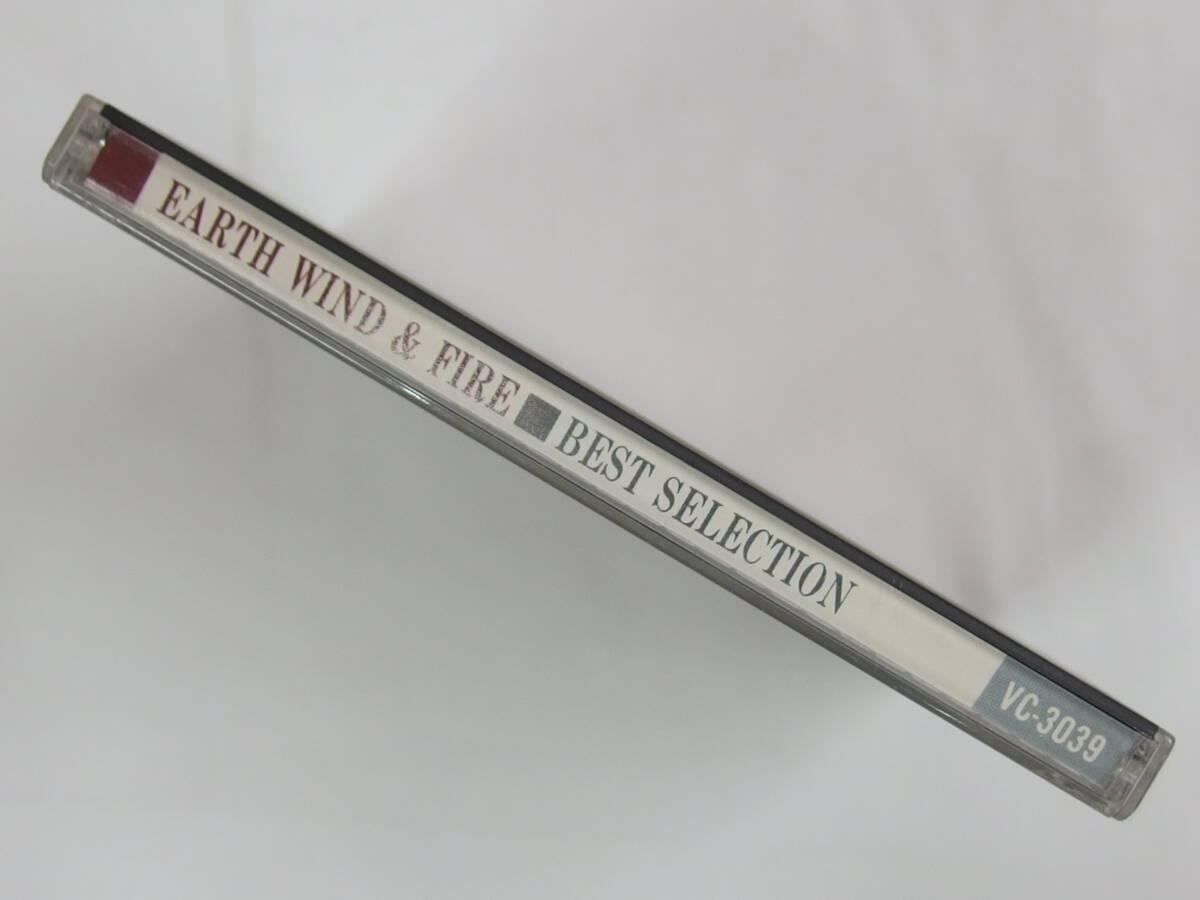 EARTH WIND & FIRE ■ BEST SELECTION
VC-3039